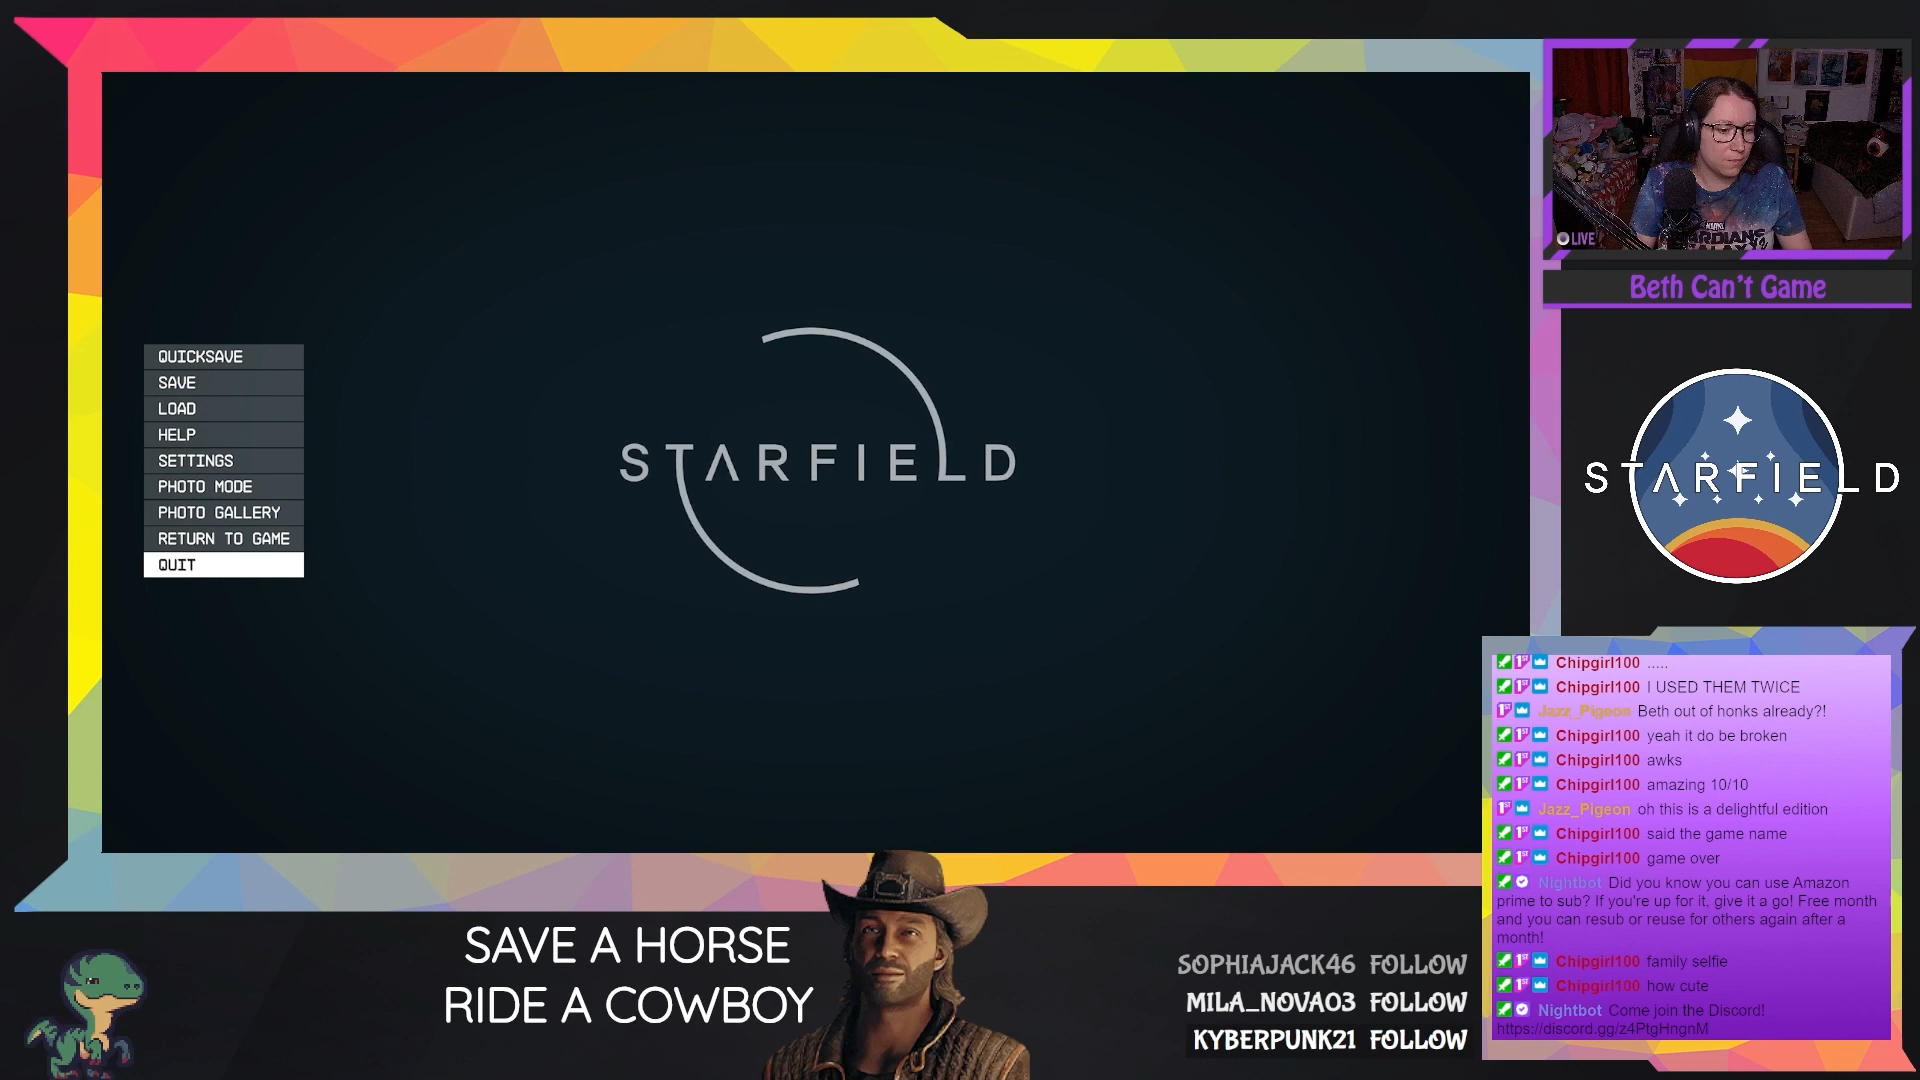 QUICKSAVE
SAVE
LOAD
HELP
SETTINGS
PHOTO MODE
PHOTO GALLERY
RETURN TO GAME
QUIT
STARFIELD
LIVE
Beth Can't Game
STARFIELD
Chipgirl100 .....
Chipgirl100 I USED THEM TWICE
Jazz_Pigeon Beth out of honks already?!
Chipgirl100 yeah it do be broken
Chipgirl100 awks
Chipgirl100 amazing 10/10
Jazz_Pigeon oh this is a delightful edition
Chipgirl100 said the game name
Chipgirl100 game over
Nightbot Did you know you can use Amazon
prime to sub? If you're up for it, give it a go! Free month
and you can resub or reuse for others again after a
month!
Chipgirl100 family selfie
Chipgirl100 how cute
Nightbot Come join the Discord!
https://discord.gg/z4PtgHngnM
SAVE A HORSE
RIDE A COWBOY
SOPHIAJACK46 FOLLOW
MILA_NOVA03 FOLLOW
KYBERPUNK21 FOLLOW